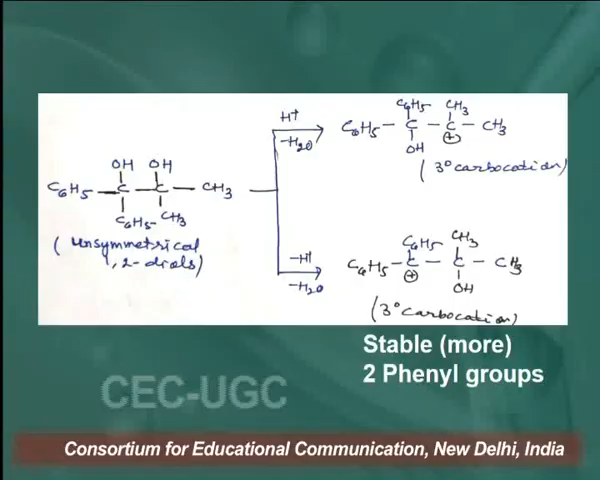 OH OH
C6H5 — C — C — CH3
C6H5 CH3
(unsymmetrical
1,2-diols)
H+
-H2O
C6H5 CH3
C6H5 — C — C — CH3
OH ⊕
(3° carbocation)
-H+
-H2O
C6H5 CH3
C6H5 — C — C — CH3
⊕ OH
(3° carbocation)
Stable (more)
2 Phenyl groups
CEC-UGC
Consortium for Educational Communication, New Delhi, India